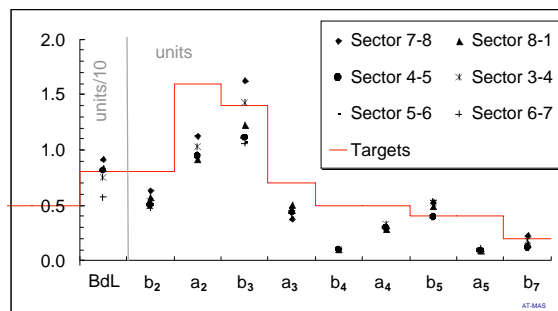 2.0
1.5
1.0
0.5
0.0
units/10
units
Sector 7-8
Sector 8-1
Sector 4-5
Sector 3-4
Sector 5-6
Sector 6-7
Targets
BdL b₂ a₂ b₃ a₃ b₄ a₄ b₅ a₅ b₇
AT-MAS